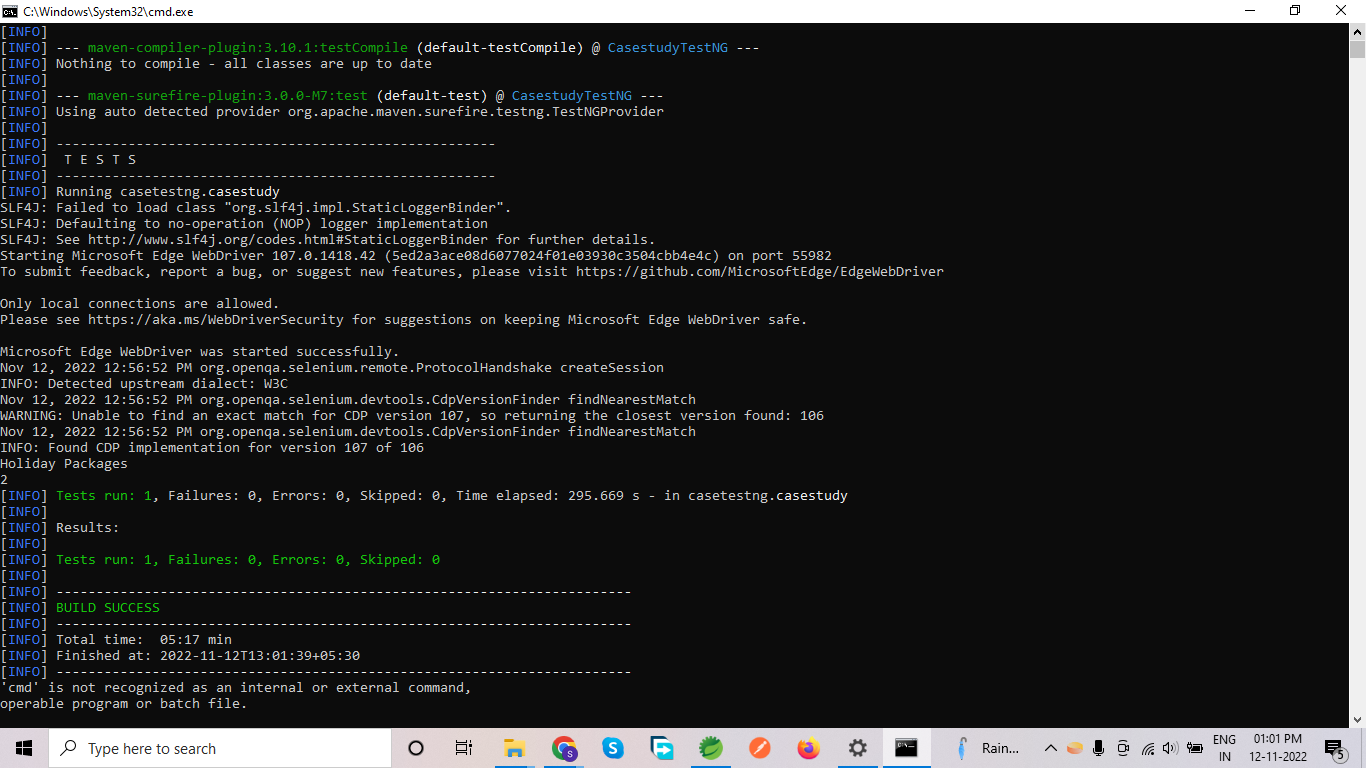 C:\Windows\System32\cmd.exe
[INFO]
[INFO] --- maven-compiler-plugin:3.10.1:testCompile (default-testCompile) @ CasestudyTestNG ---
[INFO] Nothing to compile - all classes are up to date
[INFO]
[INFO] --- maven-surefire-plugin:3.0.0-M7:test (default-test) @ CasestudyTestNG ---
[INFO] Using auto detected provider org.apache.maven.surefire.testng.TestNGProvider
[INFO]
[INFO] -------------------------------------------------------
[INFO]  T E S T S
[INFO] -------------------------------------------------------
[INFO] Running casetestng.casestudy
SLF4J: Failed to load class "org.slf4j.impl.StaticLoggerBinder".
SLF4J: Defaulting to no-operation (NOP) logger implementation
SLF4J: See http://www.slf4j.org/codes.html#StaticLoggerBinder for further details.
Starting Microsoft Edge WebDriver 107.0.1418.42 (5ed2a3ace08d6077024f01e03930c3504cbb4e4c) on port 55982
To submit feedback, report a bug, or suggest new features, please visit https://github.com/MicrosoftEdge/EdgeWebDriver
Only local connections are allowed.
Please see https://aka.ms/WebDriverSecurity for suggestions on keeping Microsoft Edge WebDriver safe.
Microsoft Edge WebDriver was started successfully.
Nov 12, 2022 12:56:52 PM org.openqa.selenium.remote.ProtocolHandshake createSession
INFO: Detected upstream dialect: W3C
Nov 12, 2022 12:56:52 PM org.openqa.selenium.devtools.CdpVersionFinder findNearestMatch
WARNING: Unable to find an exact match for CDP version 107, so returning the closest version found: 106
Nov 12, 2022 12:56:52 PM org.openqa.selenium.devtools.CdpVersionFinder findNearestMatch
INFO: Found CDP implementation for version 107 of 106
Holiday Packages
2
[INFO] Tests run: 1, Failures: 0, Errors: 0, Skipped: 0, Time elapsed: 295.669 s - in casetestng.casestudy
[INFO]
[INFO] Results:
[INFO]
[INFO] Tests run: 1, Failures: 0, Errors: 0, Skipped: 0
[INFO]
[INFO] ------------------------------------------------------------------------
[INFO] BUILD SUCCESS
[INFO] ------------------------------------------------------------------------
[INFO] Total time:  05:17 min
[INFO] Finished at: 2022-11-12T13:01:39+05:30
[INFO] ------------------------------------------------------------------------
'cmd' is not recognized as an internal or external command,
operable program or batch file.
Type here to search
Rain...
ENG
IN
01:01 PM
12-11-2022
5